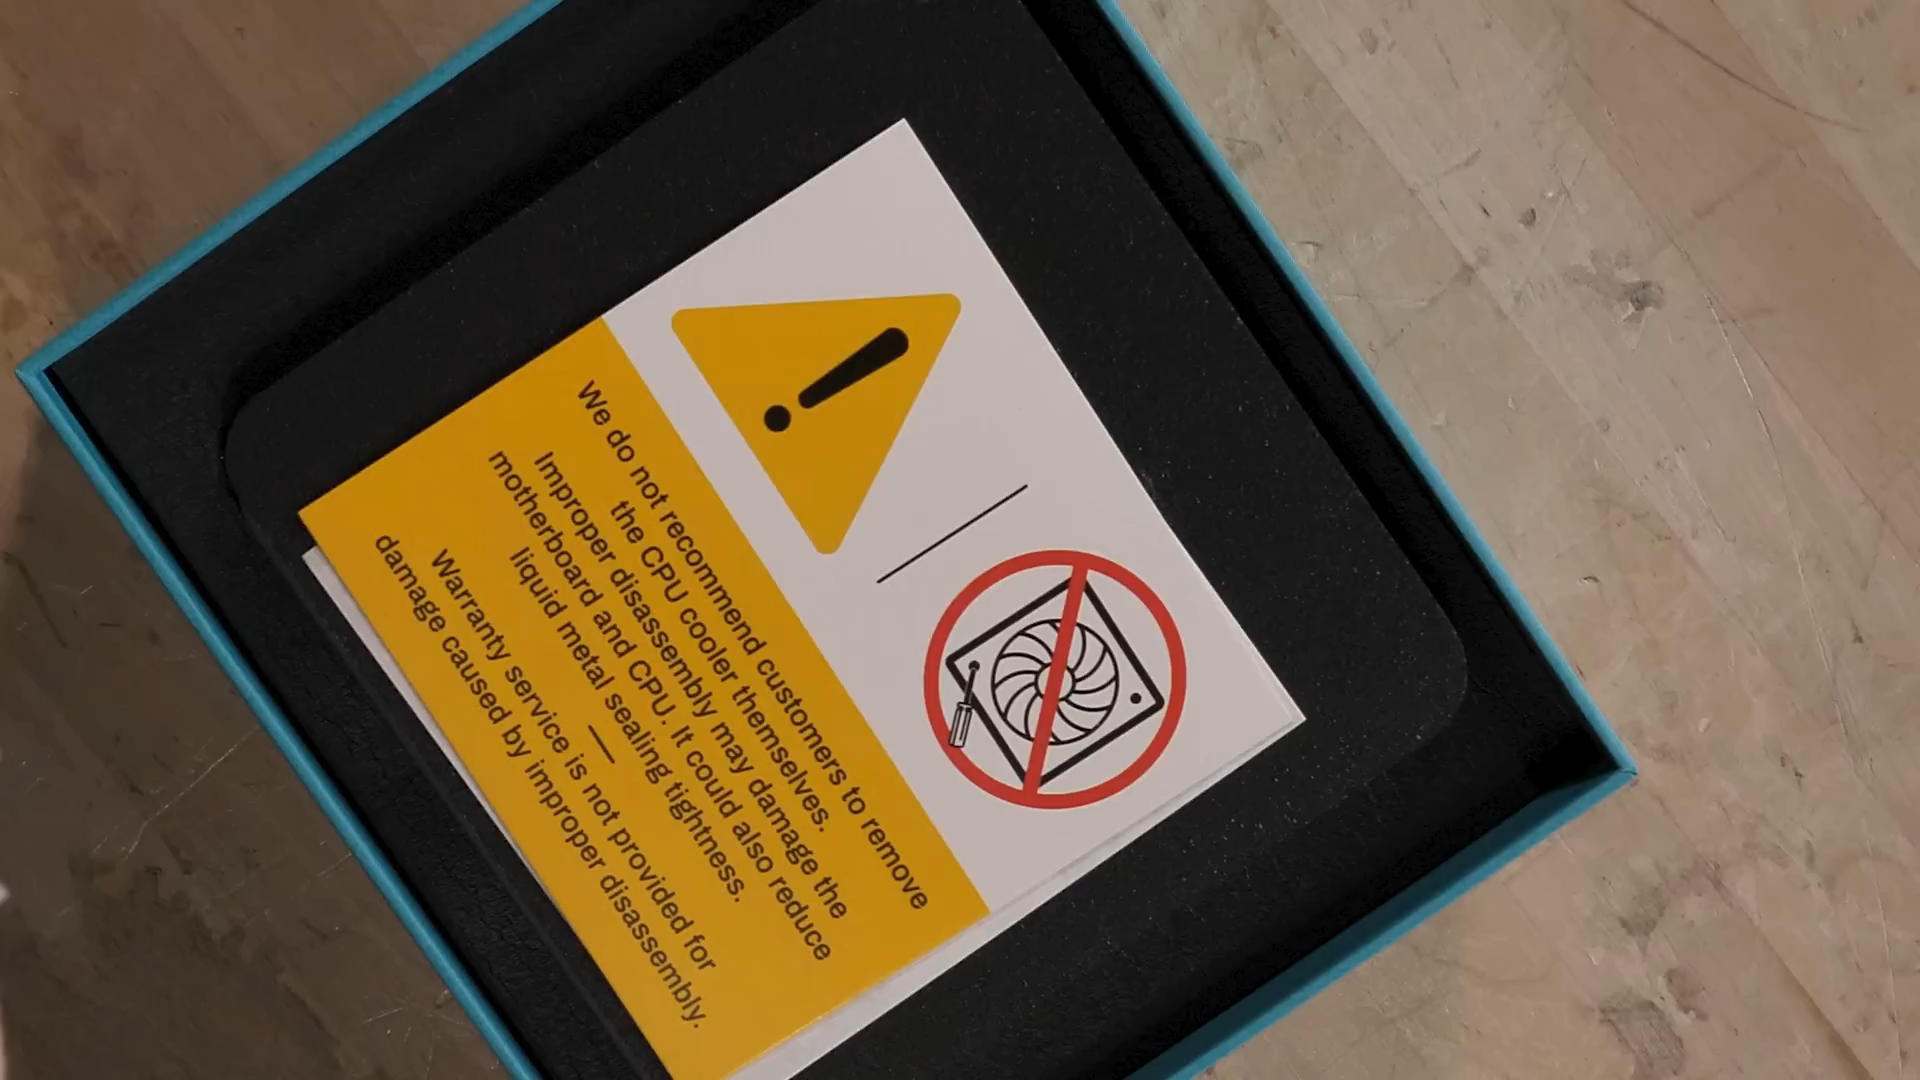 We do not recommend customers to remove
the CPU cooler themselves.
Improper disassembly may damage the
motherboard and CPU. It could also reduce
liquid metal sealing tightness.
Warranty service is not provided for
damage caused by improper disassembly.